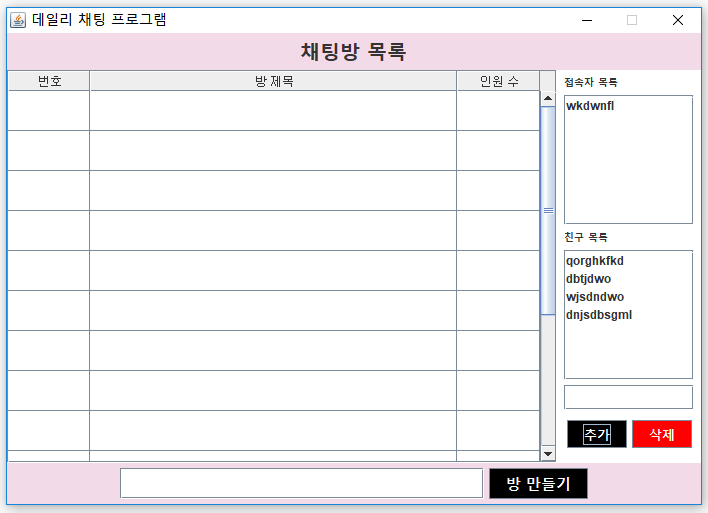 데일리 채팅 프로그램
채팅방 목록
번호 방 제목 인원 수
접속자 목록
wkdwnfl
친구 목록
qorghkfkd
dbtjdwo
wjsdndwo
dnjsdbsgml
추가 삭제
방 만들기